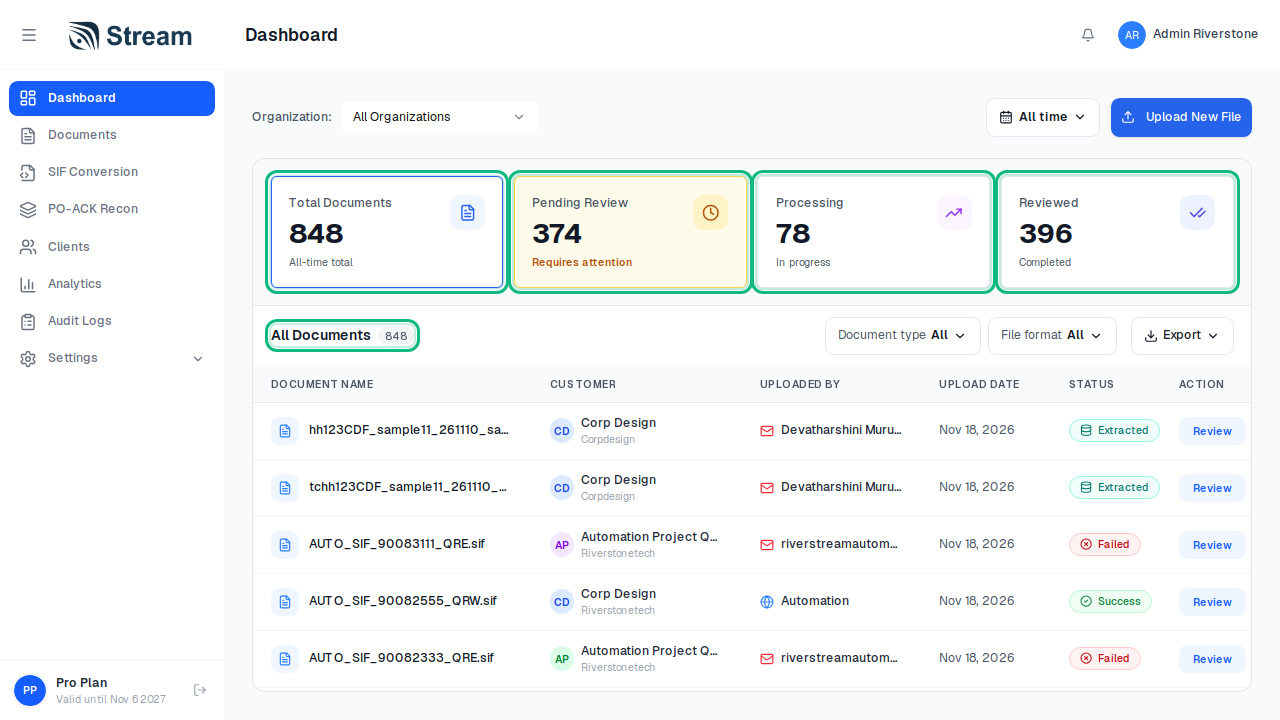 Stream
Dashboard
AR
Admin Riverstone
Dashboard
Documents
SIF Conversion
PO-ACK Recon
Clients
Analytics
Audit Logs
Settings
Organization:
All Organizations
All time
Upload New File
Total Documents
848
All-time total
Pending Review
374
Requires attention
Processing
78
In progress
Reviewed
396
Completed
All Documents 848
Document type All
File format All
Export
DOCUMENT NAME CUSTOMER UPLOADED BY UPLOAD DATE STATUS ACTION
hh123CDF_sample11_261110_sa...
CD
Corp Design
Corpdesign
Devatharshini Muru...
Nov 18, 2026
Extracted
Review
tchh123CDF_sample11_261110_...
CD
Corp Design
Corpdesign
Devatharshini Muru...
Nov 18, 2026
Extracted
Review
AUTO_SIF_90083111_QRE.sif
AP
Automation Project Q...
Riverstonetech
riverstreamautom...
Nov 18, 2026
Failed
Review
AUTO_SIF_90082555_QRW.sif
CD
Corp Design
Riverstonetech
Automation
Nov 18, 2026
Success
Review
AUTO_SIF_90082333_QRE.sif
AP
Automation Project Q...
Riverstonetech
riverstreamautom...
Nov 18, 2026
Failed
Review
PP
Pro Plan
Valid until Nov 6 2027